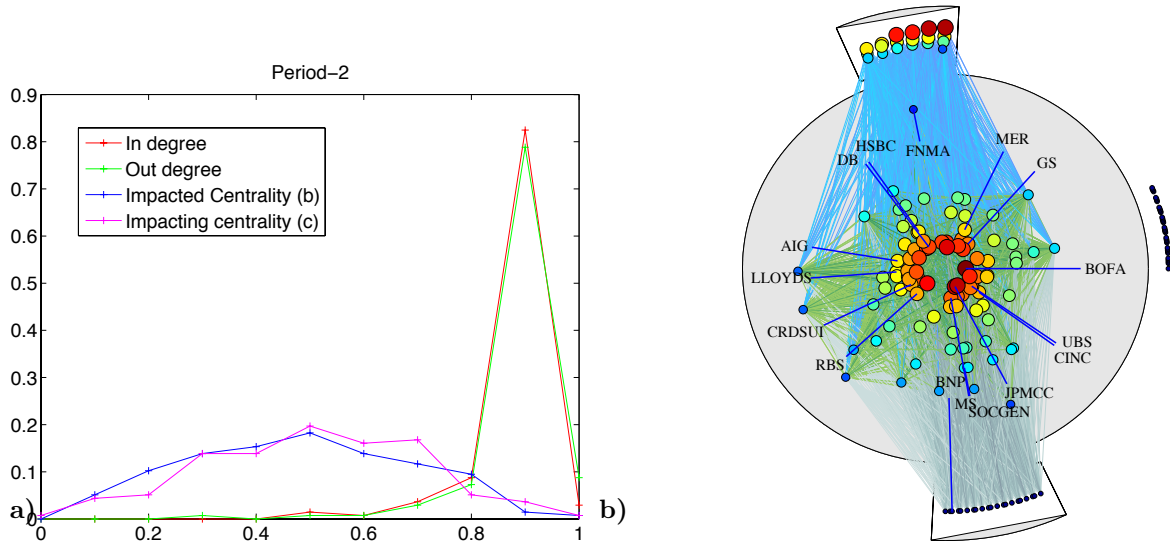 Period-2
0.9
0.8
0.7
0.6
0.5
0.4
0.3
0.2
0.1
0
0 0.2 0.4 0.6 0.8 1
In degree
Out degree
Impacted Centrality (b)
Impacting centrality (c)
a)
b)
HSBC
DB
FNMA
MER
GS
AIG
LLOYDS
BOFA
CRDSUI
RBS
UBS
CINC
BNP
MS
JPMCC
SOCGEN